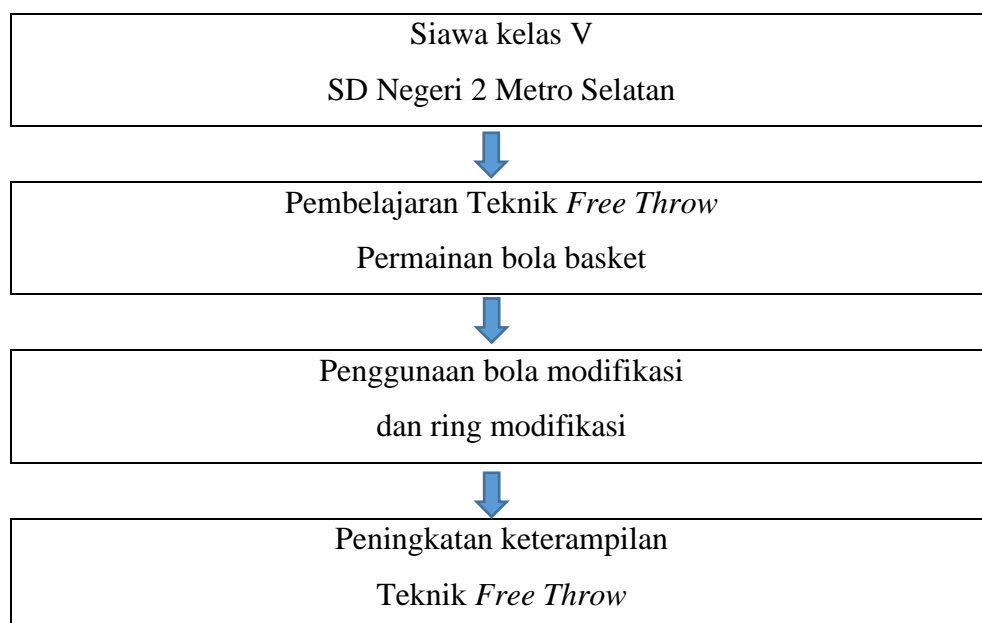 Siawa kelas V
SD Negeri 2 Metro Selatan
Pembelajaran Teknik Free Throw
Permainan bola basket
Penggunaan bola modifikasi
dan ring modifikasi
Peningkatan keterampilan
Teknik Free Throw